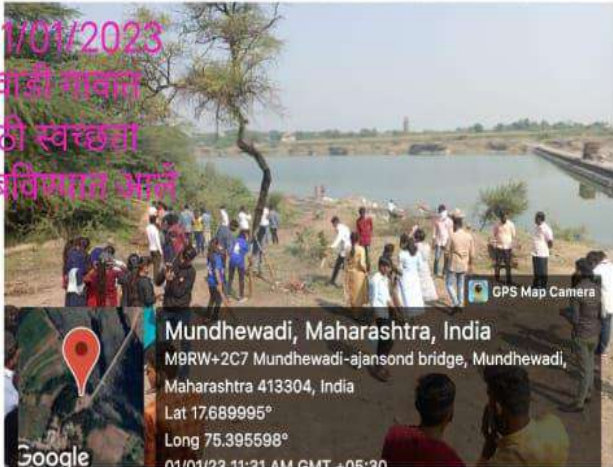 1/01/2023
वाडी गावात
ठी स्वच्छता
बविण्यात आले
GPS Map Camera
Mundhewadi, Maharashtra, India
M9RW+2C7 Mundhewadi-ajansond bridge, Mundhewadi,
Maharashtra 413304, India
Lat 17.689995°
Long 75.395598°
01/01/23 11:31 AM GMT +05:30
Google